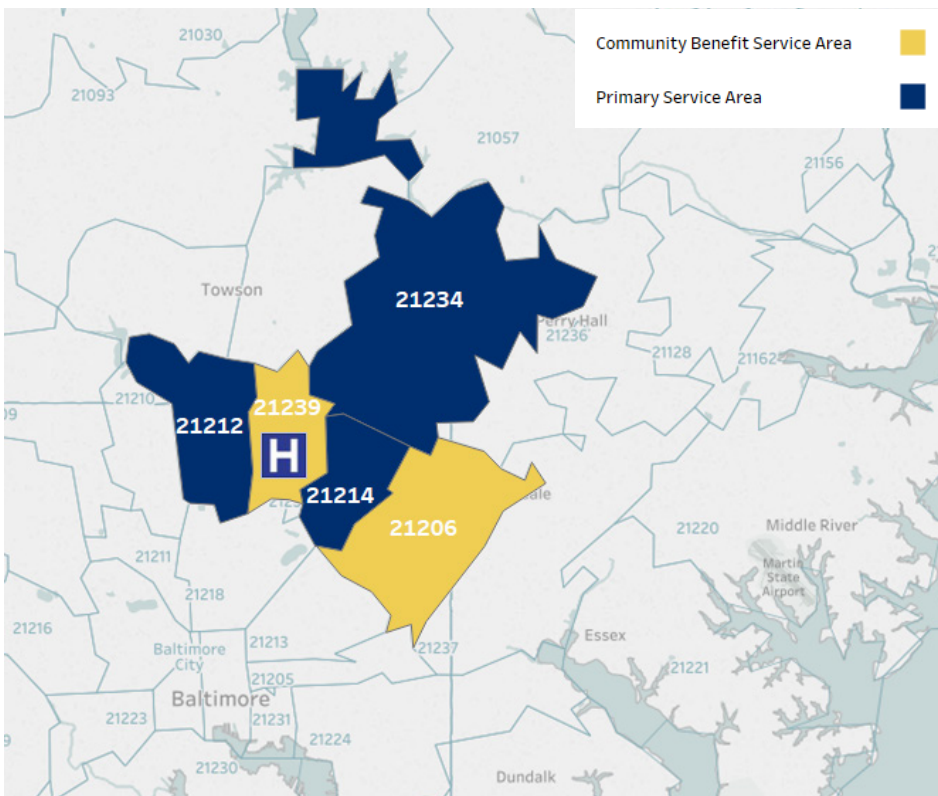 21030
Community Benefit Service Area
Primary Service Area
21093
21057
21156
Towson
21234
Perry Hall
21236
21128
21162
21210
21239
21212
H
21214
21206
21220
Middle River
Martin
State
Airport
21211
21218
21216
21213
Baltimore
City
21237
Essex
21205
21221
Baltimore
21223
21231
21224
21230
Dundalk